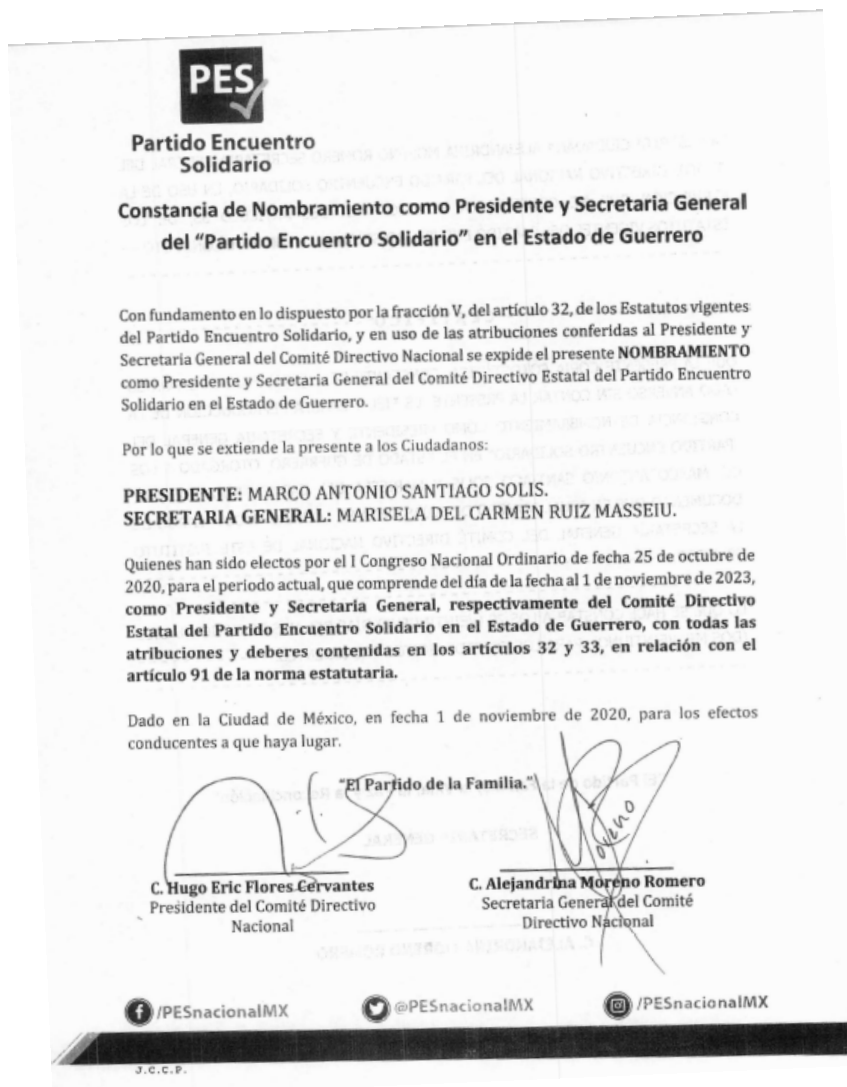 PES
Partido Encuentro
Solidario
Constancia de Nombramiento como Presidente y Secretaria General
del “Partido Encuentro Solidario” en el Estado de Guerrero
Con fundamento en lo dispuesto por la fracción V, del artículo 32, de los Estatutos vigentes
del Partido Encuentro Solidario, y en uso de las atribuciones conferidas al Presidente y
Secretaria General del Comité Directivo Nacional se expide el presente NOMBRAMIENTO
como Presidente y Secretaria General del Comité Directivo Estatal del Partido Encuentro
Solidario en el Estado de Guerrero.
Por lo que se extiende la presente a los Ciudadanos:
PRESIDENTE: MARCO ANTONIO SANTIAGO SOLIS.
SECRETARIA GENERAL: MARISELA DEL CARMEN RUIZ MASSEIU.
Quienes han sido electos por el I Congreso Nacional Ordinario de fecha 25 de octubre de
2020, para el periodo actual, que comprende del día de la fecha al 1 de noviembre de 2023,
como Presidente y Secretaria General, respectivamente del Comité Directivo
Estatal del Partido Encuentro Solidario en el Estado de Guerrero, con todas las
atribuciones y deberes contenidas en los artículos 32 y 33, en relación con el
artículo 91 de la norma estatutaria.
Dado en la Ciudad de México, en fecha 1 de noviembre de 2020, para los efectos
conducentes a que haya lugar.
“El Partido de la Familia.”
C. Hugo Eric Flores Cervantes
Presidente del Comité Directivo
Nacional
C. Alejandrina Moreno Romero
Secretaria General del Comité
Directivo Nacional
/PESnacionalMX
@PESnacionalMX
/PESnacionalMX
J.C.C.P.